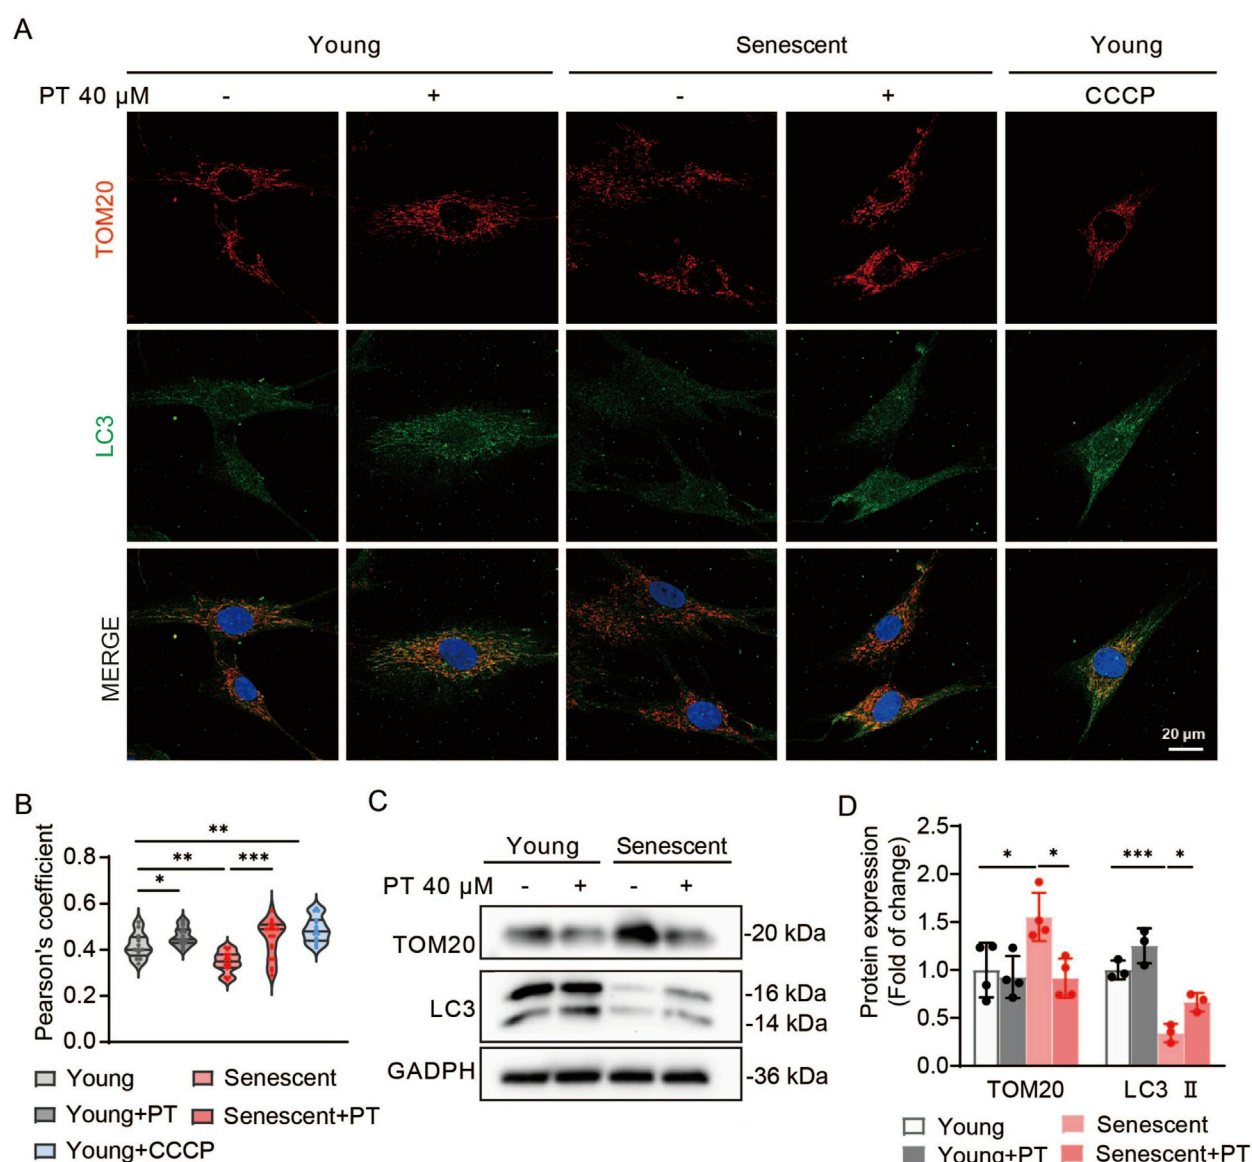 A
Young Senescent Young
PT 40 μM - + - + CCCP
TOM20
LC3
MERGE
20 μm
B
Pearson's coefficient
0.8
0.6
0.4
0.2
0.0
** ** *** *
Young Senescent
Young+PT Senescent+PT
Young+CCCP
C
Young Senescent
PT 40 μM - + - +
TOM20 -20 kDa
LC3 -16 kDa
-14 kDa
GADPH -36 kDa
D
Protein expression
(Fold of change)
2.5
2.0
1.5
1.0
0.5
0.0
* * *** *
TOM20 LC3 Ⅱ
Young Senescent
Young+PT Senescent+PT